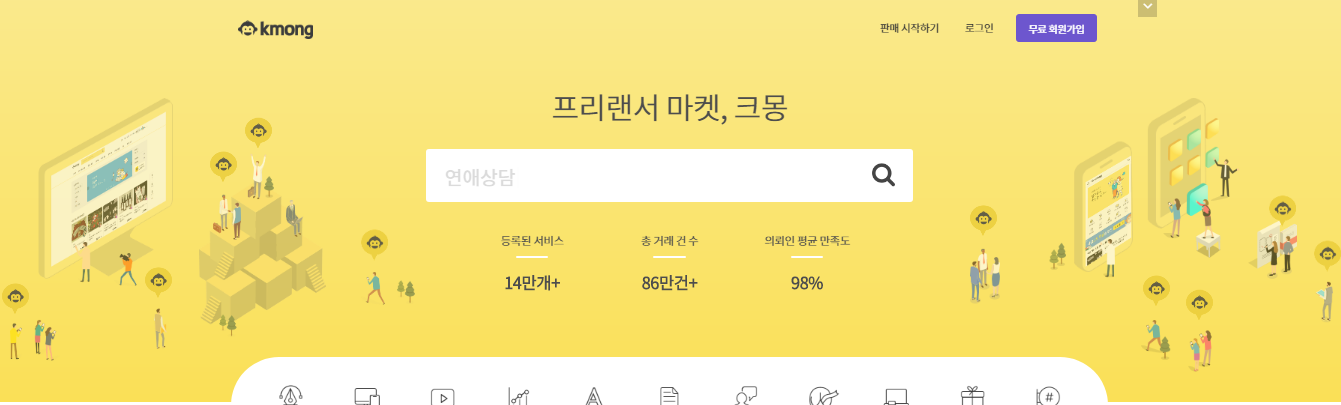 kmong
판매 시작하기
로그인
무료 회원가입
프리랜서 마켓, 크몽
연애상담
등록된 서비스
총 거래 건 수
의뢰인 평균 만족도
14만개+
86만건+
98%
#